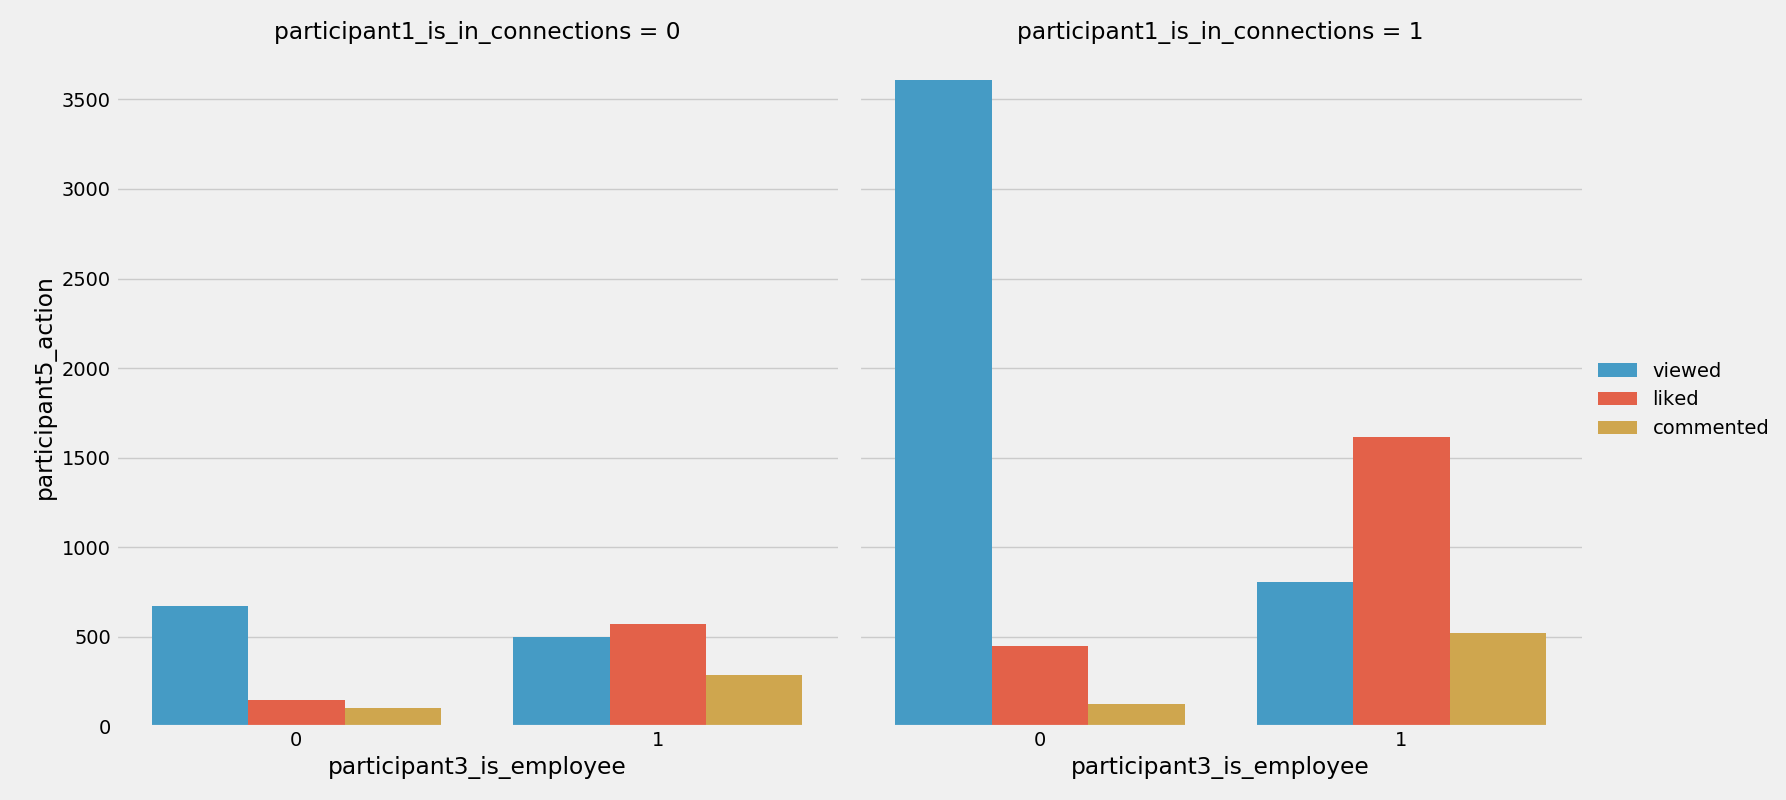 participant1_is_in_connections = 0
participant1_is_in_connections = 1
participant5_action
3500
3000
2500
2000
1500
1000
500
0
0
1
participant3_is_employee
0
1
participant3_is_employee
viewed
liked
commented